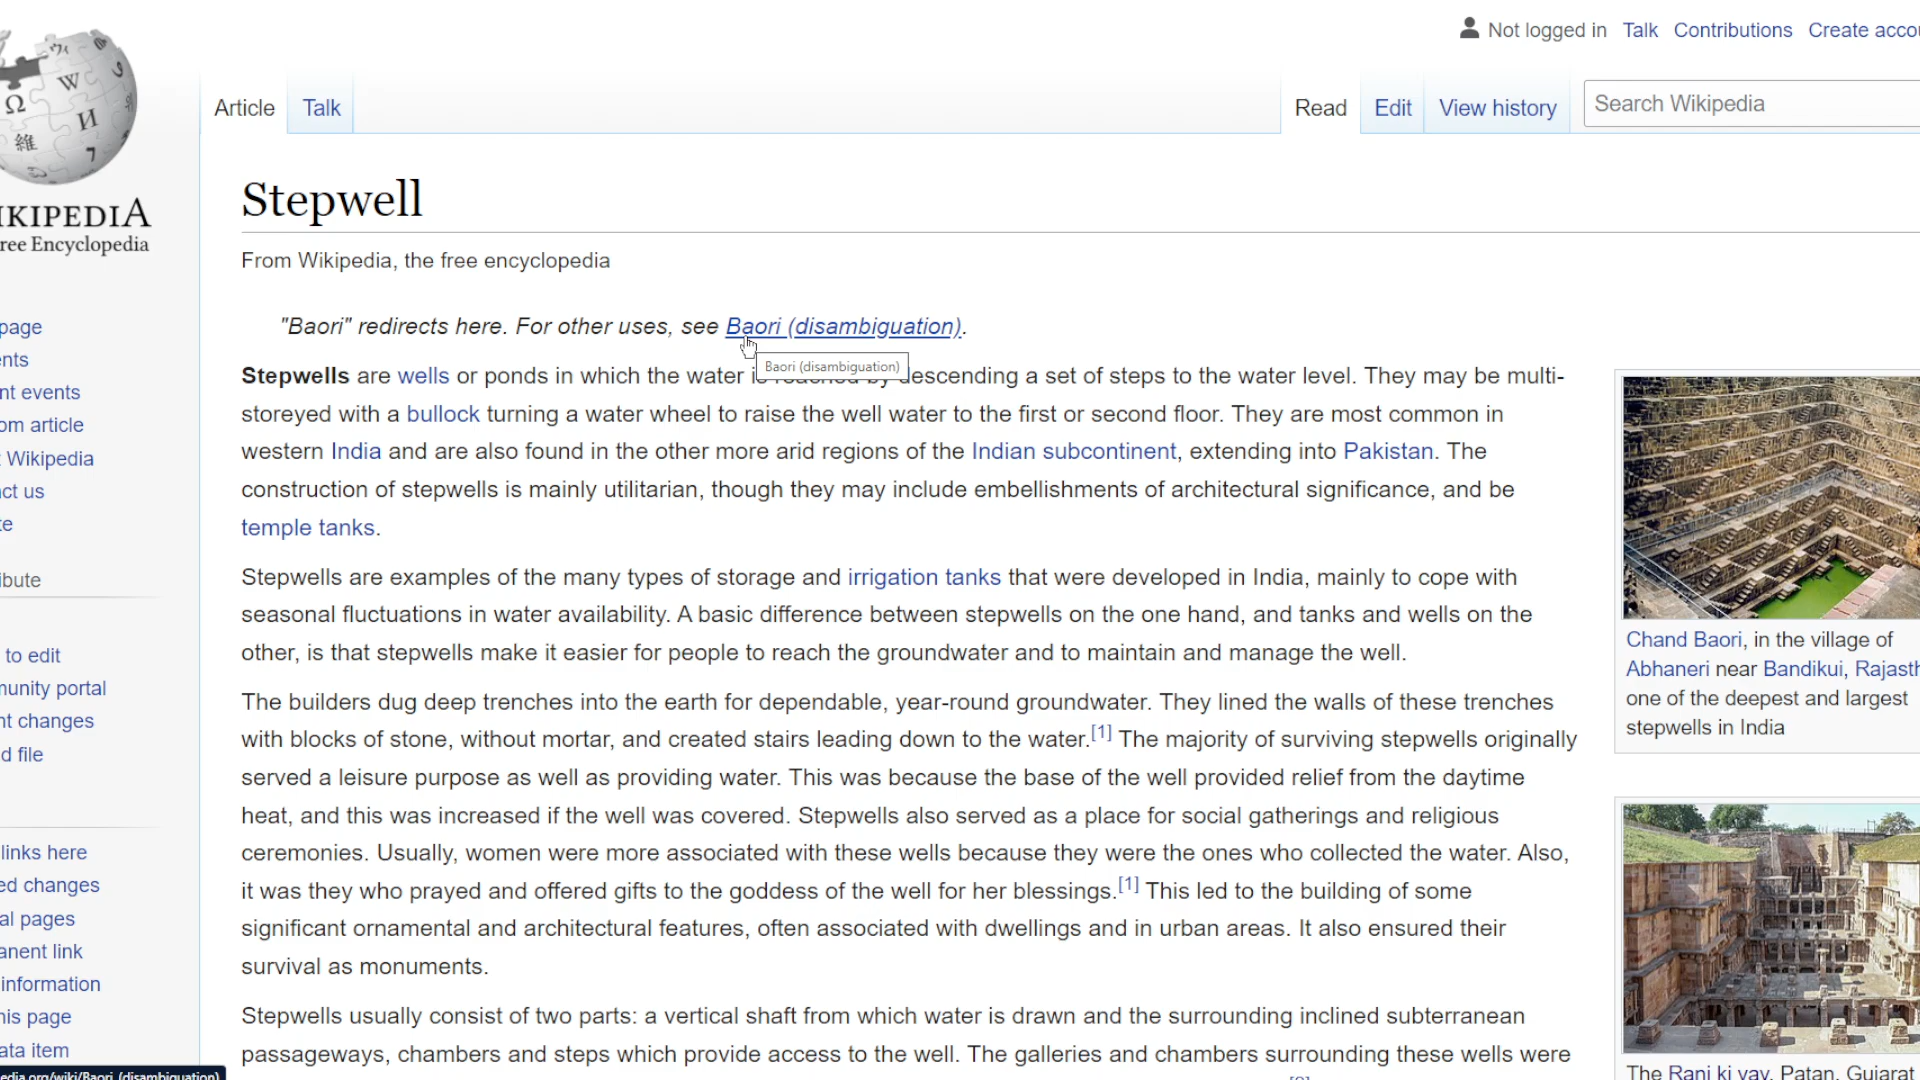 Not logged in Talk Contributions Create
Article Talk
Read Edit View history Search Wikipedia
WIKIPEDIA
Free Encyclopedia
Stepwell
From Wikipedia, the free encyclopedia
"Baori" redirects here. For other uses, see Baori (disambiguation).
Baori (disambiguation)
Stepwells are wells or ponds in which the water is reached by descending a set of steps to the water level. They may be multi-
storeyed with a bullock turning a water wheel to raise the well water to the first or second floor. They are most common in
western India and are also found in the other more arid regions of the Indian subcontinent, extending into Pakistan. The
construction of stepwells is mainly utilitarian, though they may include embellishments of architectural significance, and be
temple tanks.
Stepwells are examples of the many types of storage and irrigation tanks that were developed in India, mainly to cope with
seasonal fluctuations in water availability. A basic difference between stepwells on the one hand, and tanks and wells on the
other, is that stepwells make it easier for people to reach the groundwater and to maintain and manage the well.
The builders dug deep trenches into the earth for dependable, year-round groundwater. They lined the walls of these trenches
with blocks of stone, without mortar, and created stairs leading down to the water.[1] The majority of surviving stepwells originally
served a leisure purpose as well as providing water. This was because the base of the well provided relief from the daytime
heat, and this was increased if the well was covered. Stepwells also served as a place for social gatherings and religious
ceremonies. Usually, women were more associated with these wells because they were the ones who collected the water. Also,
it was they who prayed and offered gifts to the goddess of the well for her blessings.[1] This led to the building of some
significant ornamental and architectural features, often associated with dwellings and in urban areas. It also ensured their
survival as monuments.
Stepwells usually consist of two parts: a vertical shaft from which water is drawn and the surrounding inclined subterranean
passageways, chambers and steps which provide access to the well. The galleries and chambers surrounding these wells were
Chand Baori, in the village of
Abhaneri near Bandikui,
one of the deepest and largest
stepwells in India
The Rani ki vav, Patan, Gujarat
page
events
events
article
Wikipedia
us
to edit
portal
changes
file
links here
changes
pages
link
information
page
item
wiki/Baori_(disambiguation)